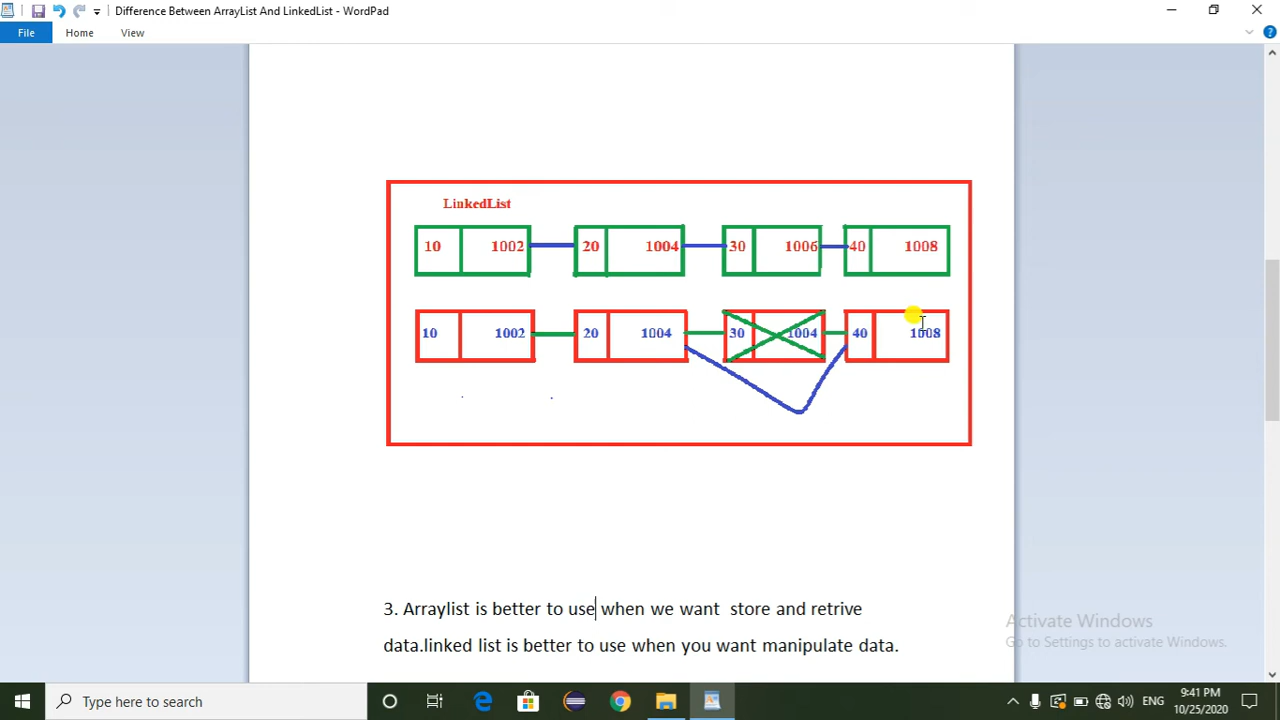 Difference Between ArrayList And LinkedList - WordPad
File Home View
LinkedList
10 1002 20 1004 30 1006 40 1008
10 1002 20 1004 30 1004 40 1008
3. Arraylist is better to use when we want  store and retrive
data.linked list is better to use when you want manipulate data.
Activate Windows
Go to Settings to activate Windows.
Type here to search
ENG
9:41 PM
10/25/2020